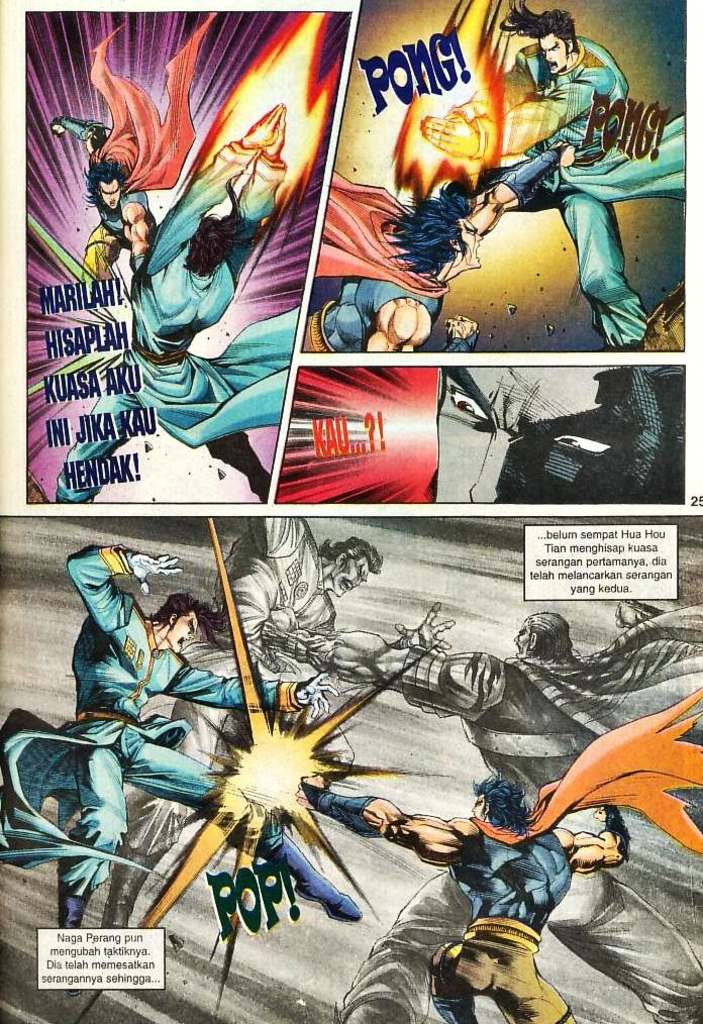 MARILAH!
HISAPLAH
KUASA AKU
INI JIKA KAU
HENDAK!
PONG!
PONG!
KAU...?!
25
...belum sempat Hua Hou
Tian menghisap kuasa
serangan pertamanya, dia
telah melancarkan serangan
yang kedua.
POP!
Naga Perang pun
mengubah taktiknya.
Dia telah memesatkan
serangannya sehingga...